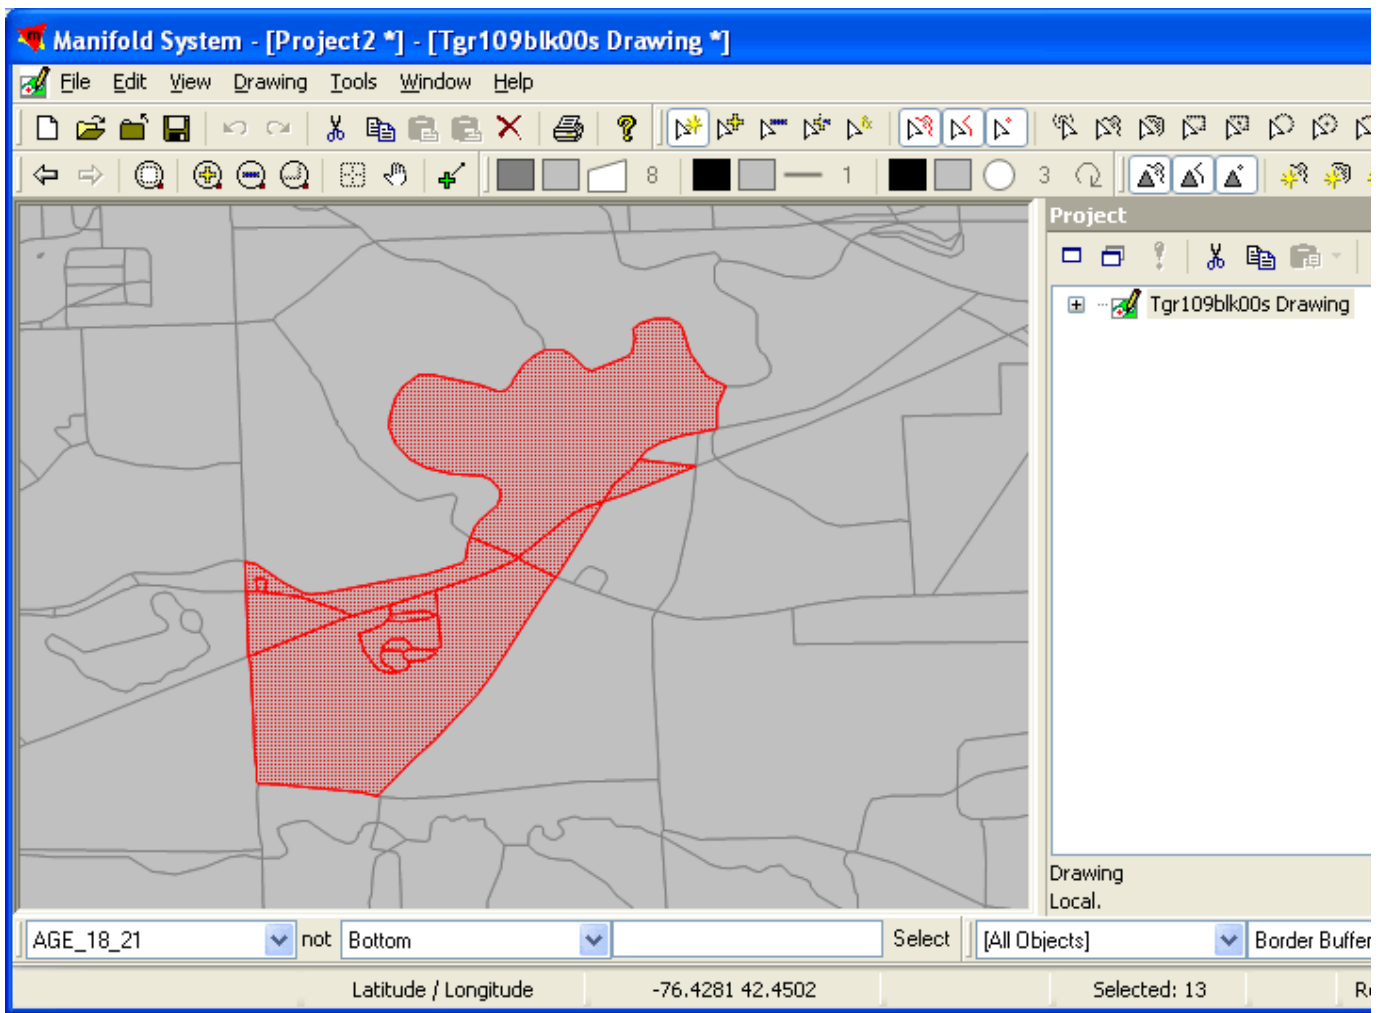 Manifold System - [Project2 *] - [Tgr109blk00s Drawing *]
File Edit View Drawing Tools Window Help
8 1 3
Project
Tgr109blk00s Drawing
Drawing
Local.
AGE_18_21 not Bottom Select [All Objects] Border Buffer
Latitude / Longitude -76.4281 42.4502 Selected: 13